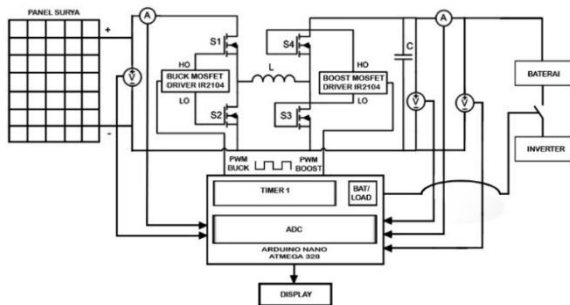 PANEL SURYA
+
A
S1
HO
BUCK MOSFET
DRIVER IR2104
LO
S2
L
S4
HO
BOOST MOSFET
DRIVER IR2104
LO
S3
C
A
V
V
V
-
BATERAI
INVERTER
PWM
BUCK
PWM
BOOST
TIMER 1
BAT/
LOAD
ADC
ARDUINO NANO
ATMEGA 328
DISPLAY